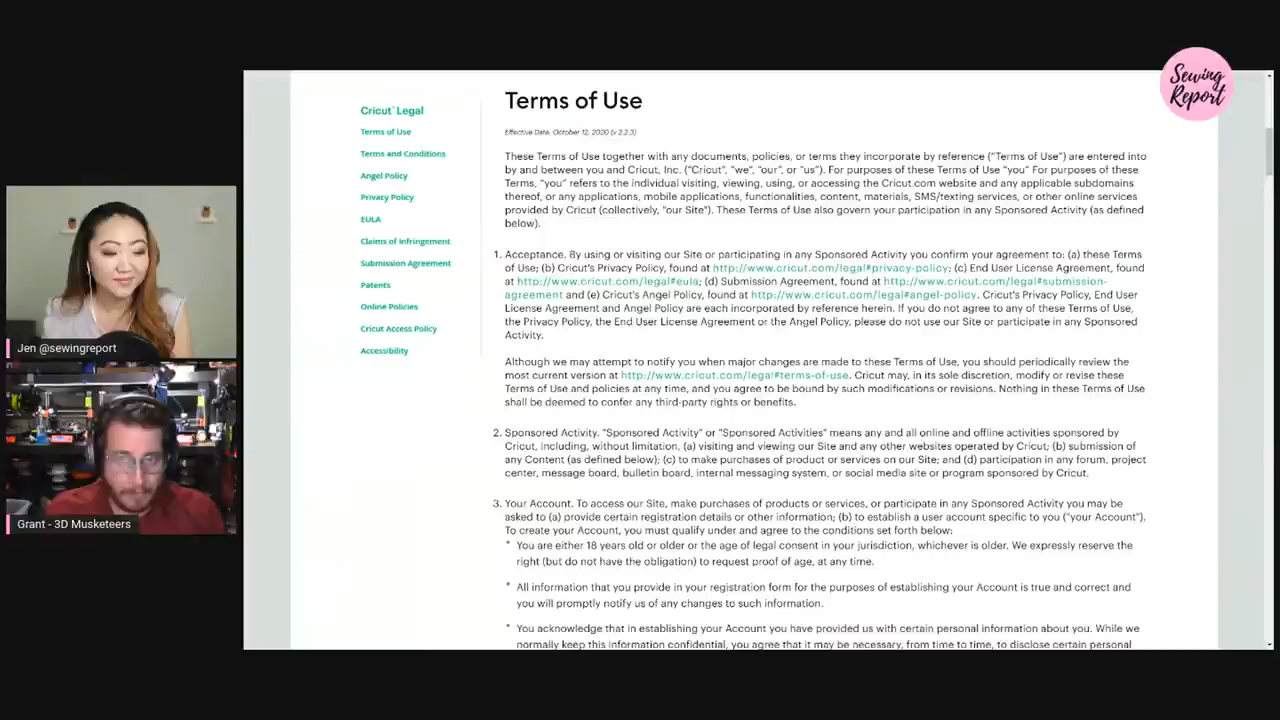 Sewing
Report
Terms of Use
Cricut™ Legal
Terms of Use
Terms and Conditions
Angel Policy
Privacy Policy
EULA
Claims of Infringement
Submission Agreement
Patents
Online Policies
Cricut Access Policy
Accessibility
Effective Date: October 12, 2020 (v 2.2.3)
These Terms of Use together with any documents, policies, or terms they incorporate by reference ("Terms of Use") are entered into
by and between you and Cricut, Inc. ("Cricut", "we", "our", or "us"). For purposes of these Terms of Use "you" For purposes of these
Terms, "you" refers to the individual visiting, viewing, using, or accessing the Cricut.com website and any applicable subdomains
thereof, or any applications, mobile applications, functionalities, content, materials, SMS/texting services, or other online services
provided by Cricut (collectively, "our Site"). These Terms of Use also govern your participation in any Sponsored Activity (as defined
below).
1. Acceptance. By using or visiting our Site or participating in any Sponsored Activity you confirm your agreement to: (a) these Terms
of Use; (b) Cricut's Privacy Policy, found at http://www.cricut.com/legal#privacy-policy; (c) End User License Agreement, found
at http://www.cricut.com/legal#eula; (d) Submission Agreement, found at http://www.cricut.com/legal#submission-
agreement and (e) Cricut's Angel Policy, found at http://www.cricut.com/legal#angel-policy. Cricut's Privacy Policy, End User
License Agreement and Angel Policy are each incorporated by reference herein. If you do not agree to any of these Terms of Use,
the Privacy Policy, the End User License Agreement or the Angel Policy, please do not use our Site or participate in any Sponsored
Activity.
Although we may attempt to notify you when major changes are made to these Terms of Use, you should periodically review the
most current version at http://www.cricut.com/legal#terms-of-use. Cricut may, in its sole discretion, modify or revise these
Terms of Use and policies at any time, and you agree to be bound by such modifications or revisions. Nothing in these Terms of Use
shall be deemed to confer any third-party rights or benefits.
2. Sponsored Activity. "Sponsored Activity" or "Sponsored Activities" means any and all online and offline activities sponsored by
Cricut, including, without limitation, (a) visiting and viewing our Site and any other websites operated by Cricut; (b) submission of
any Content (as defined below); (c) to make purchases of product or services on our Site; and (d) participation in any forum, project
center, message board, bulletin board, internal messaging system, or social media site or program sponsored by Cricut.
3. Your Account. To access our Site, make purchases of products or services, or participate in any Sponsored Activity you may be
asked to (a) provide certain registration details or other information; (b) to establish a user account specific to you ("your Account").
To create your Account, you must qualify under and agree to the conditions set forth below:
* You are either 18 years old or older or the age of legal consent in your jurisdiction, whichever is older. We expressly reserve the
right (but do not have the obligation) to request proof of age, at any time.
* All information that you provide in your registration form for the purposes of establishing your Account is true and correct and
you will promptly notify us of any changes to such information.
* You acknowledge that in establishing your Account you have provided us with certain personal information about you. While we
normally keep this information confidential, you agree that it may be necessary, from time to time, to disclose certain personal
Jen @sewingreport
Grant - 3D Musketeers